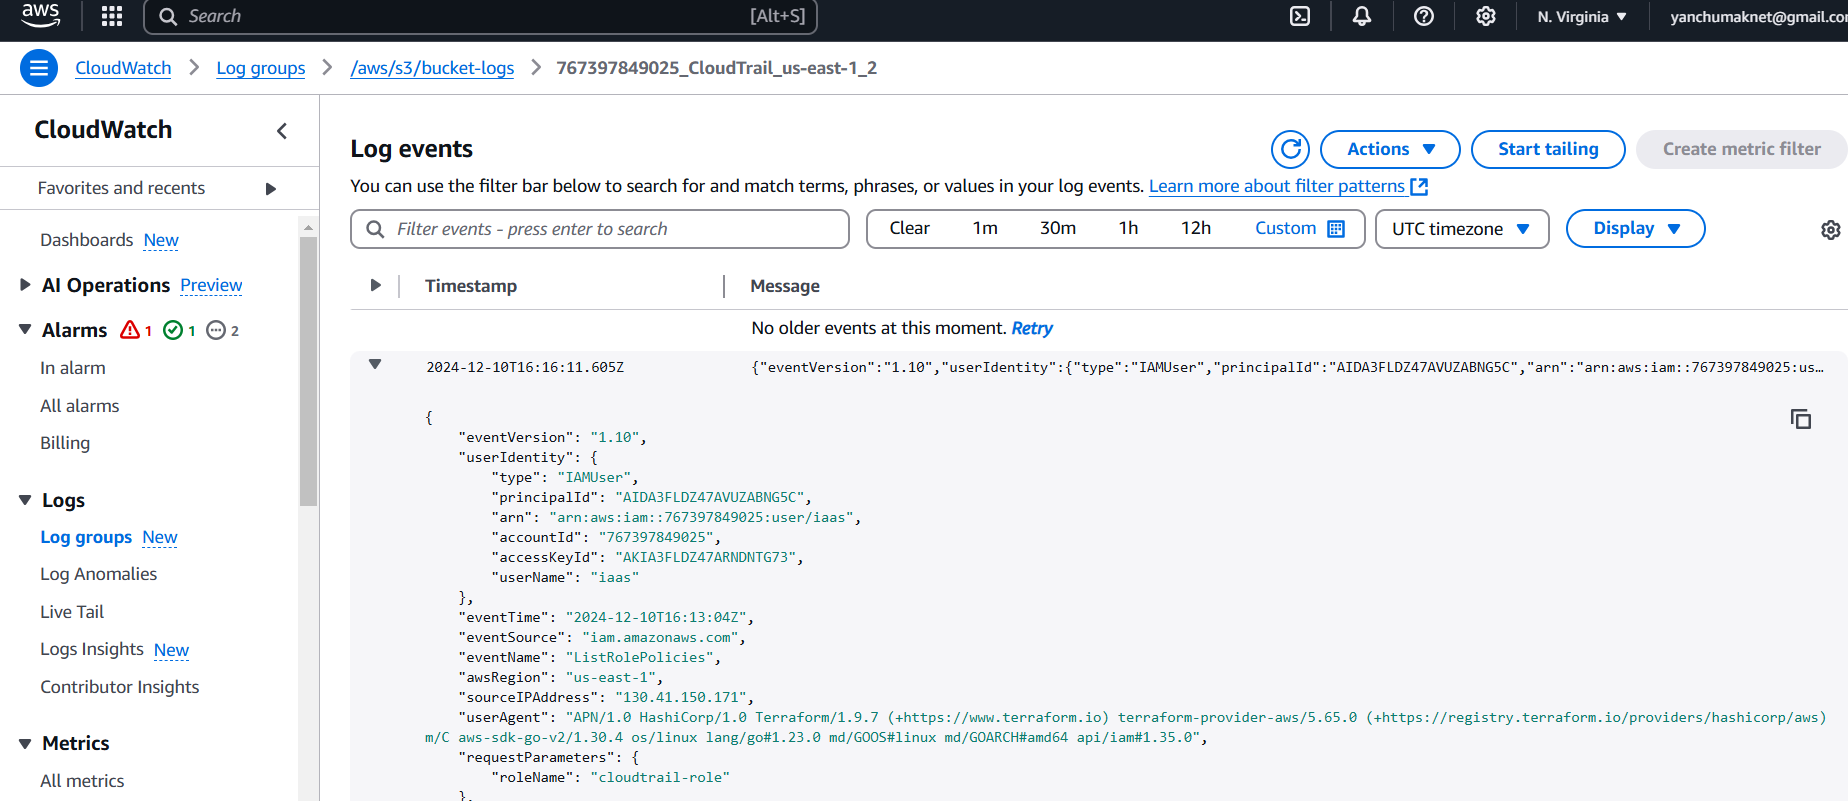 aws
Search [Alt+S]
N. Virginia
yanchumaknet@gmail.co
CloudWatch > Log groups > /aws/s3/bucket-logs > 767397849025_CloudTrail_us-east-1_2
CloudWatch
Favorites and recents
Dashboards New
AI Operations Preview
Alarms 1 1 2
In alarm
All alarms
Billing
Logs
Log groups New
Log Anomalies
Live Tail
Logs Insights New
Contributor Insights
Metrics
All metrics
Log events
Actions
Start tailing
Create metric filter
You can use the filter bar below to search for and match terms, phrases, or values in your log events. Learn more about filter patterns
Filter events - press enter to search
Clear 1m 30m 1h 12h Custom
UTC timezone
Display
Timestamp Message
No older events at this moment. Retry
2024-12-10T16:16:11.605Z {"eventVersion":"1.10","userIdentity":{"type":"IAMUser","principalId":"AIDA3FLDZ47AVUZABNG5C","arn":"arn:aws:iam::767397849025:us…
{
"eventVersion": "1.10",
"userIdentity": {
"type": "IAMUser",
"principalId": "AIDA3FLDZ47AVUZABNG5C",
"arn": "arn:aws:iam::767397849025:user/iaas",
"accountId": "767397849025",
"accessKeyId": "AKIA3FLDZ47ARNDNTG73",
"userName": "iaas"
},
"eventTime": "2024-12-10T16:13:04Z",
"eventSource": "iam.amazonaws.com",
"eventName": "ListRolePolicies",
"awsRegion": "us-east-1",
"sourceIPAddress": "130.41.150.171",
"userAgent": "APN/1.0 HashiCorp/1.0 Terraform/1.9.7 (+https://www.terraform.io) terraform-provider-aws/5.65.0 (+https://registry.terraform.io/providers/hashicorp/aws)
m/C aws-sdk-go-v2/1.30.4 os/linux lang/go#1.23.0 md/GOOS#linux md/GOARCH#amd64 api/iam#1.35.0",
"requestParameters": {
"roleName": "cloudtrail-role"
},